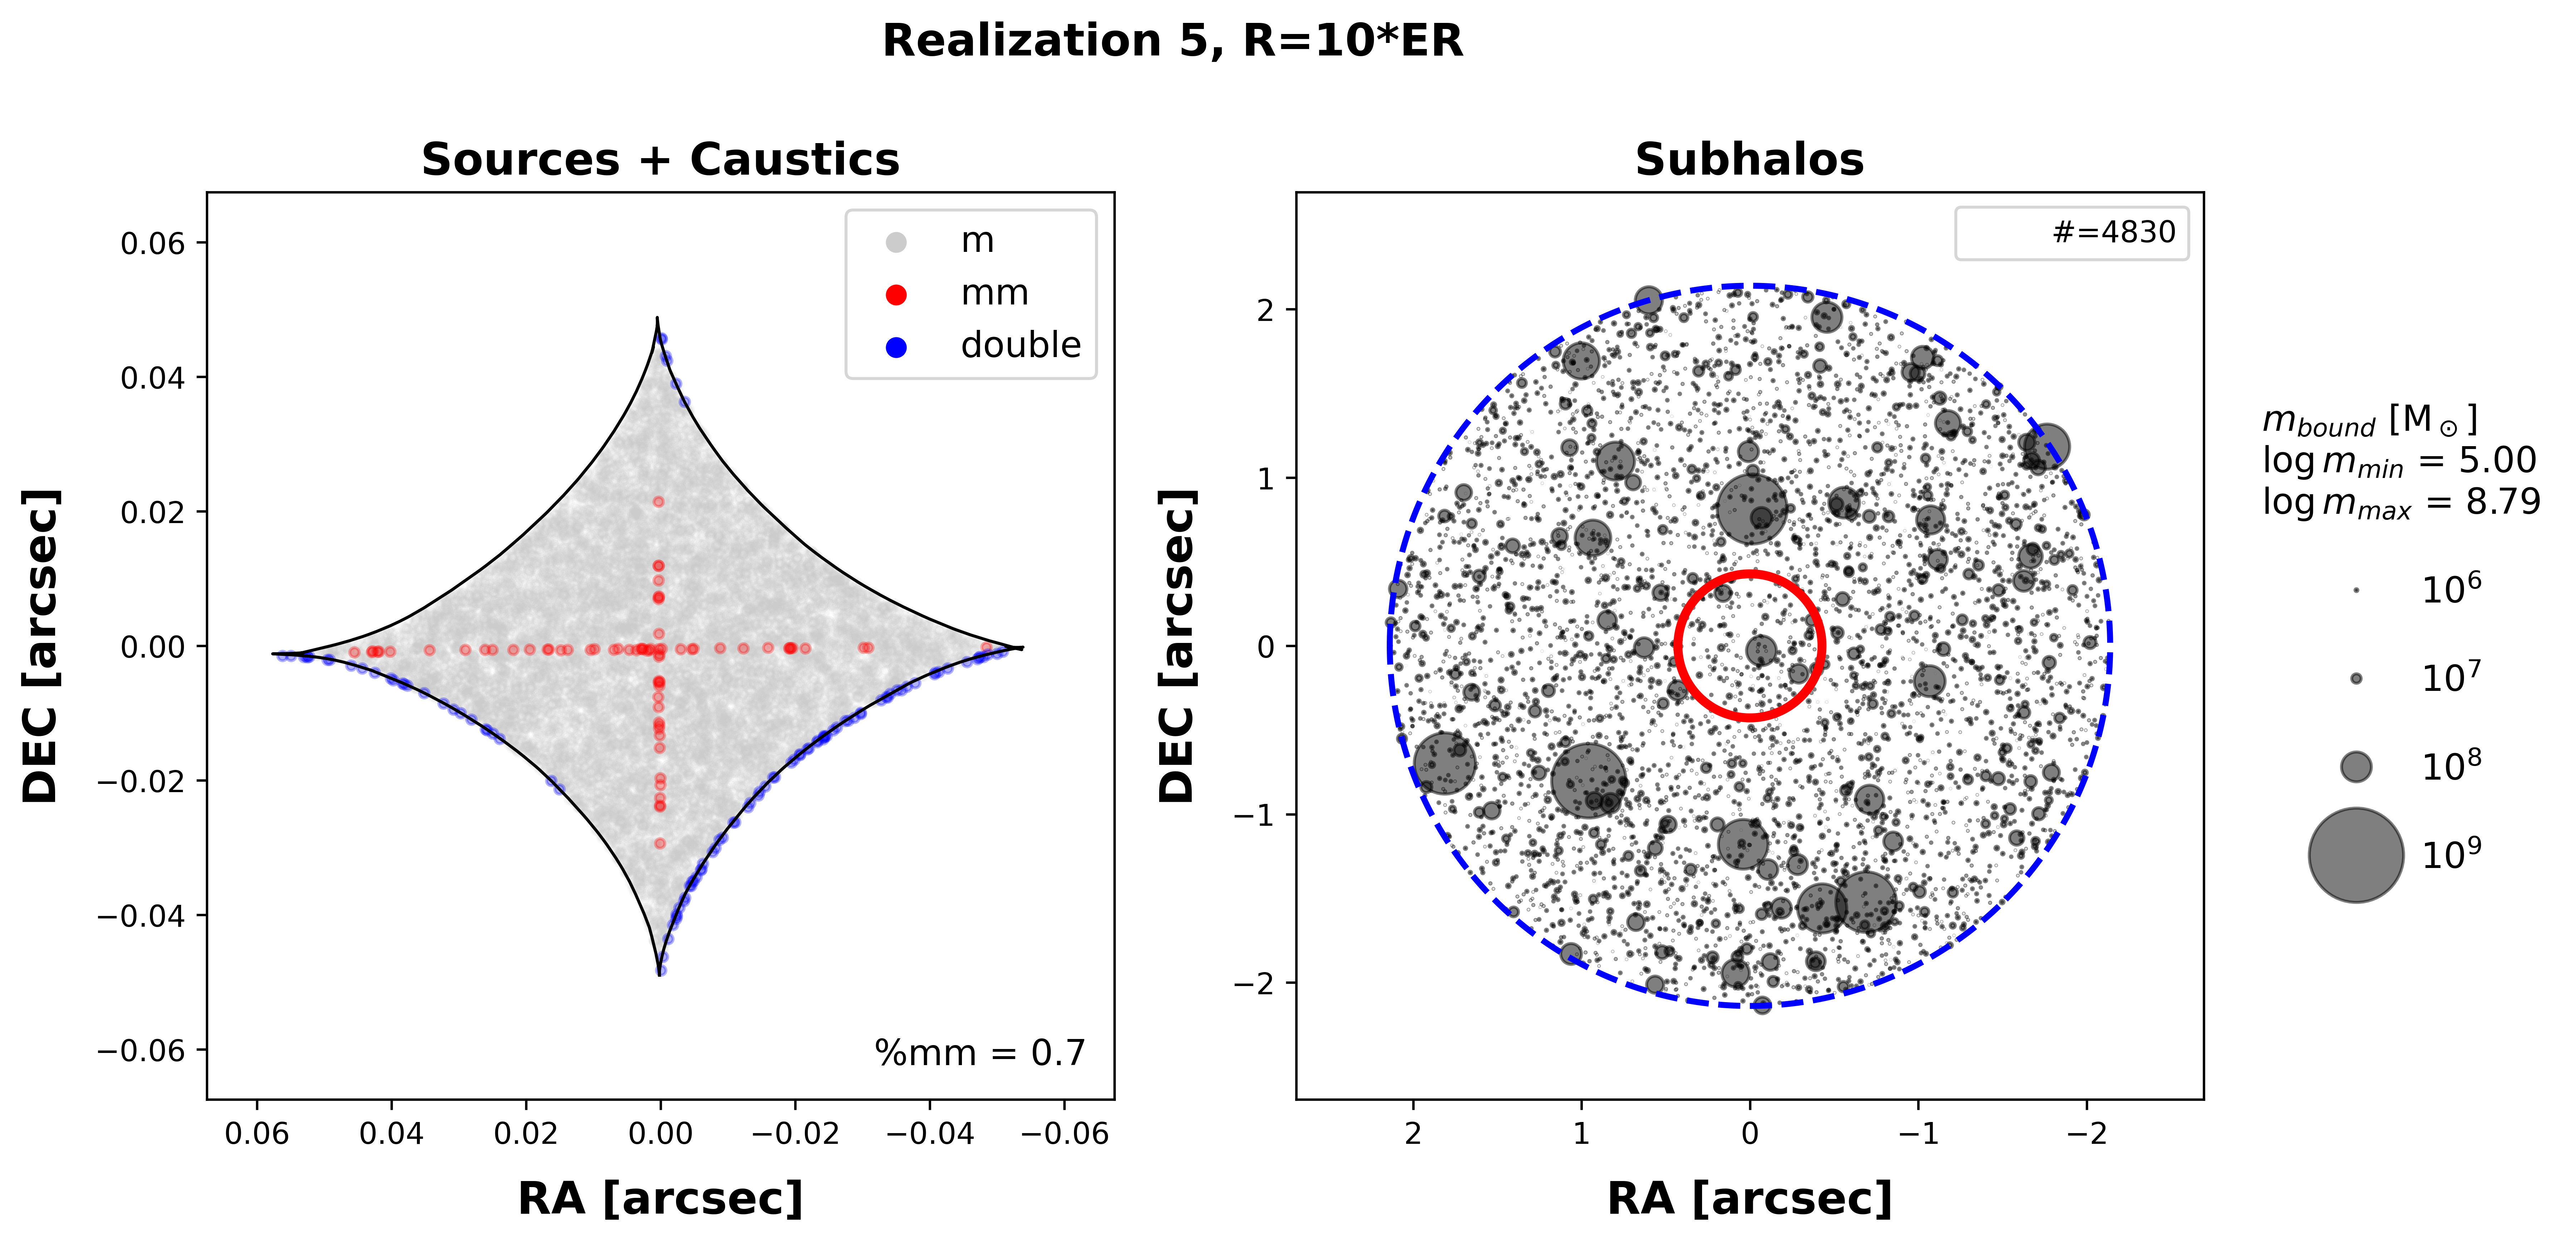 Realization 5, R=10*ER
Sources + Caustics
m
mm
double
0.06
0.04
0.02
0.00
−0.02
−0.04
−0.06
DEC [arcsec]
%mm = 0.7
0.06 0.04 0.02 0.00 −0.02 −0.04 −0.06
RA [arcsec]
Subhalos
#=4830
2
1
0
−1
−2
DEC [arcsec]
2 1 0 −1 −2
RA [arcsec]
m_bound [M_⊙]
log m_min = 5.00
log m_max = 8.79
10^6
10^7
10^8
10^9